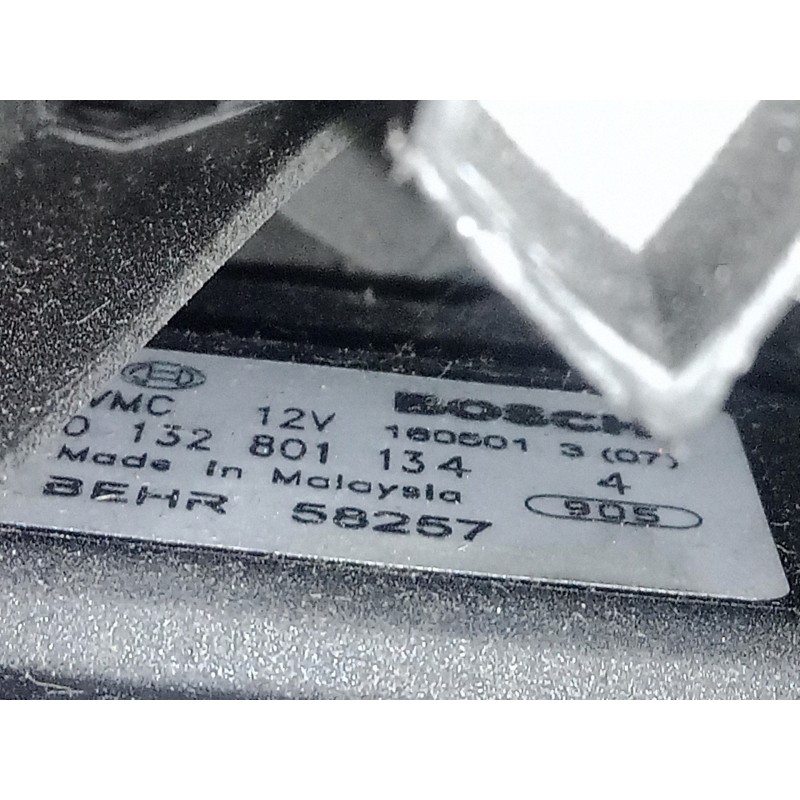 VMC 12V BOSCH
0 132 801 134 160501 3 (07)
Made In Malaysia 4
BEHR 58257 905